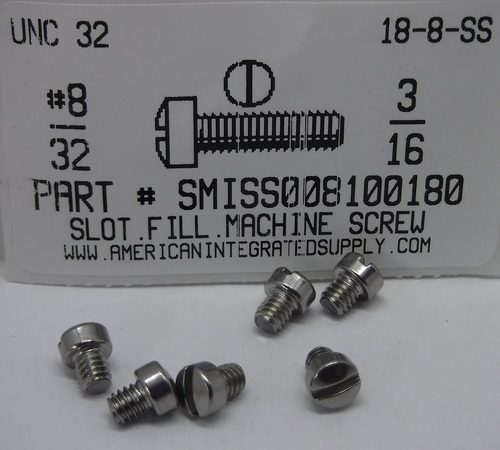 UNC 32 18-8-SS
#8 3
32 16
PART # SMISS008100180
SLOT.FILL.MACHINE SCREW
WWW.AMERICANINTEGRATEDSUPPLY.COM